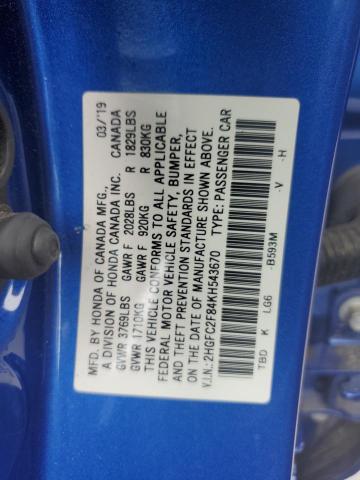 MFD. BY HONDA OF CANADA MFG., 03/'19
A DIVISION OF HONDA CANADA INC. CANADA
GVWR 3769LBS GAWR F 2028LBS R 1829LBS
GVWR 1710KG GAWR F 920KG R 830KG
THIS VEHICLE CONFORMS TO ALL APPLICABLE
FEDERAL MOTOR VEHICLE SAFETY, BUMPER,
AND THEFT PREVENTION STANDARDS IN EFFECT
ON THE DATE OF MANUFACTURE SHOWN ABOVE.
V.I.N.:2HGFC2F84KH543670 TYPE: PASSENGER CAR
TBD K LG6 -B593M -V -H